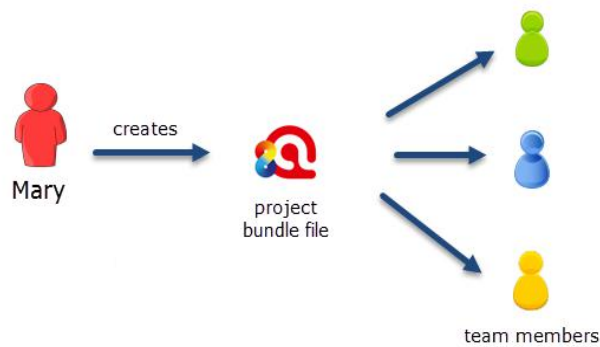 creates
Mary
project
bundle file
team members